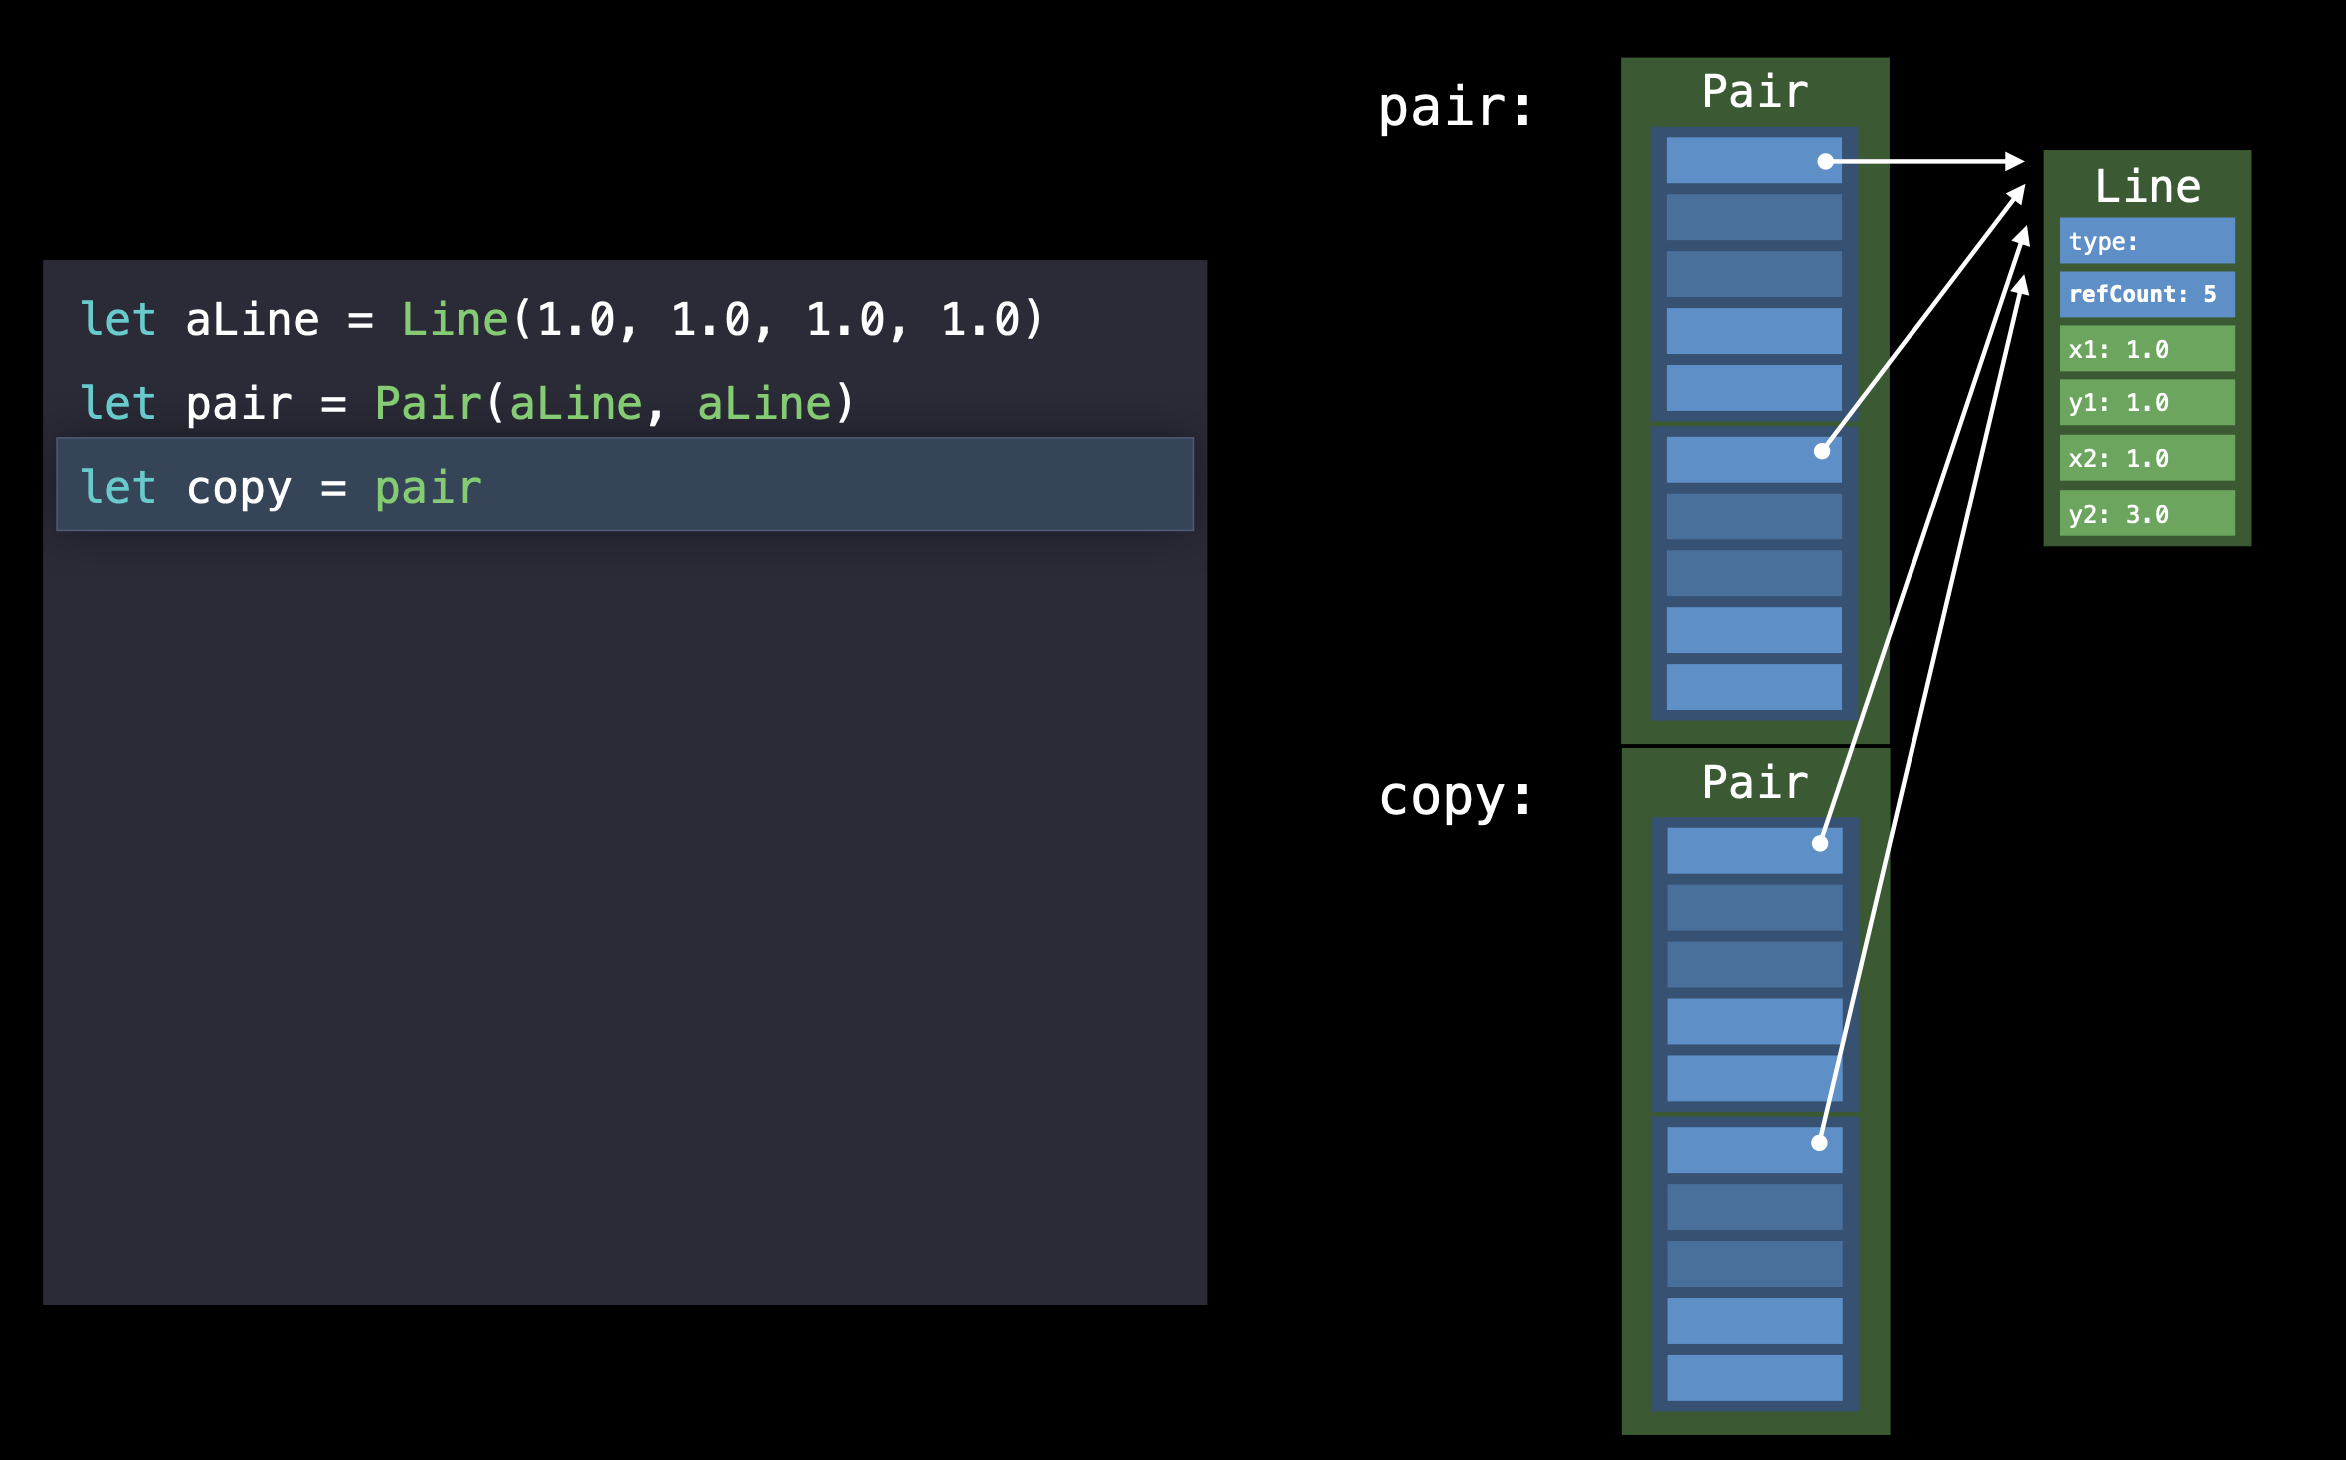 let aLine = Line(1.0, 1.0, 1.0, 1.0)
let pair = Pair(aLine, aLine)
let copy = pair
pair:
Pair
Line
type:
refCount: 5
x1: 1.0
y1: 1.0
x2: 1.0
y2: 3.0
copy:
Pair